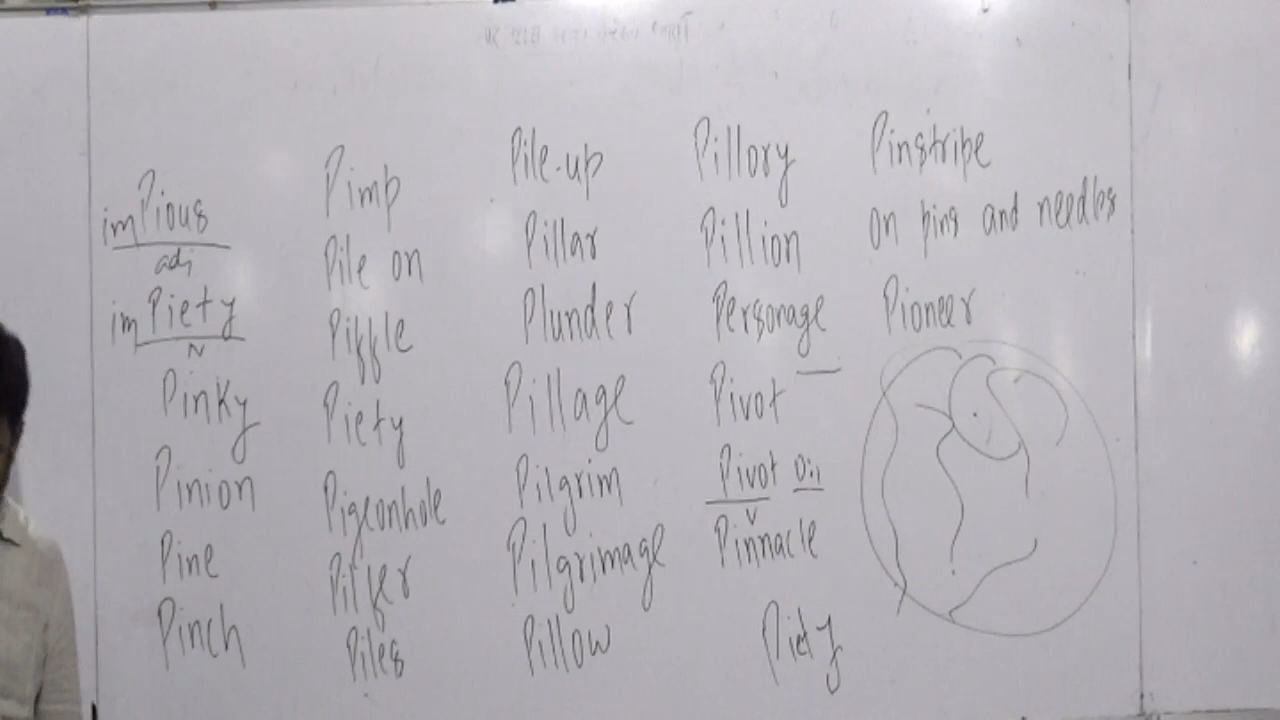 imPious
adj
imPiety
N
Pinky
Pinion
Pine
Pinch
Pimp
Pile on
Piffle
Piety
Pigeonhole
Pilfer
Piles
Pile-up
Pillar
Plunder
Pillage
Pilgrim
Pilgrimage
Pillow
Pillory
Pillion
Personage
Pivot
Pivot on
V
Pinnacle
Piety
Pinstripe
on pins and needles
Pioneer